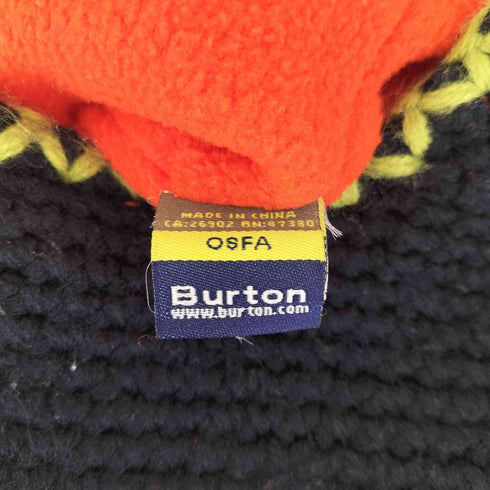 MADE IN CHINA
CA:26902 RN:87380
OSFA
Burton
www.burton.com